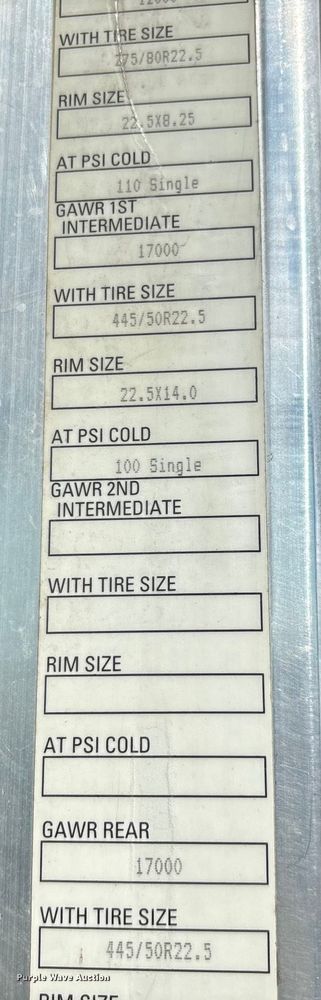 WITH TIRE SIZE
275/80R22.5
RIM SIZE
22.5X8.25
AT PSI COLD
110 Single
GAWR 1ST
INTERMEDIATE
17000
WITH TIRE SIZE
445/50R22.5
RIM SIZE
22.5X14.0
AT PSI COLD
100 Single
GAWR 2ND
INTERMEDIATE
WITH TIRE SIZE
RIM SIZE
AT PSI COLD
GAWR REAR
17000
WITH TIRE SIZE
445/50R22.5
Purple Wave Auction
RIM SIZE